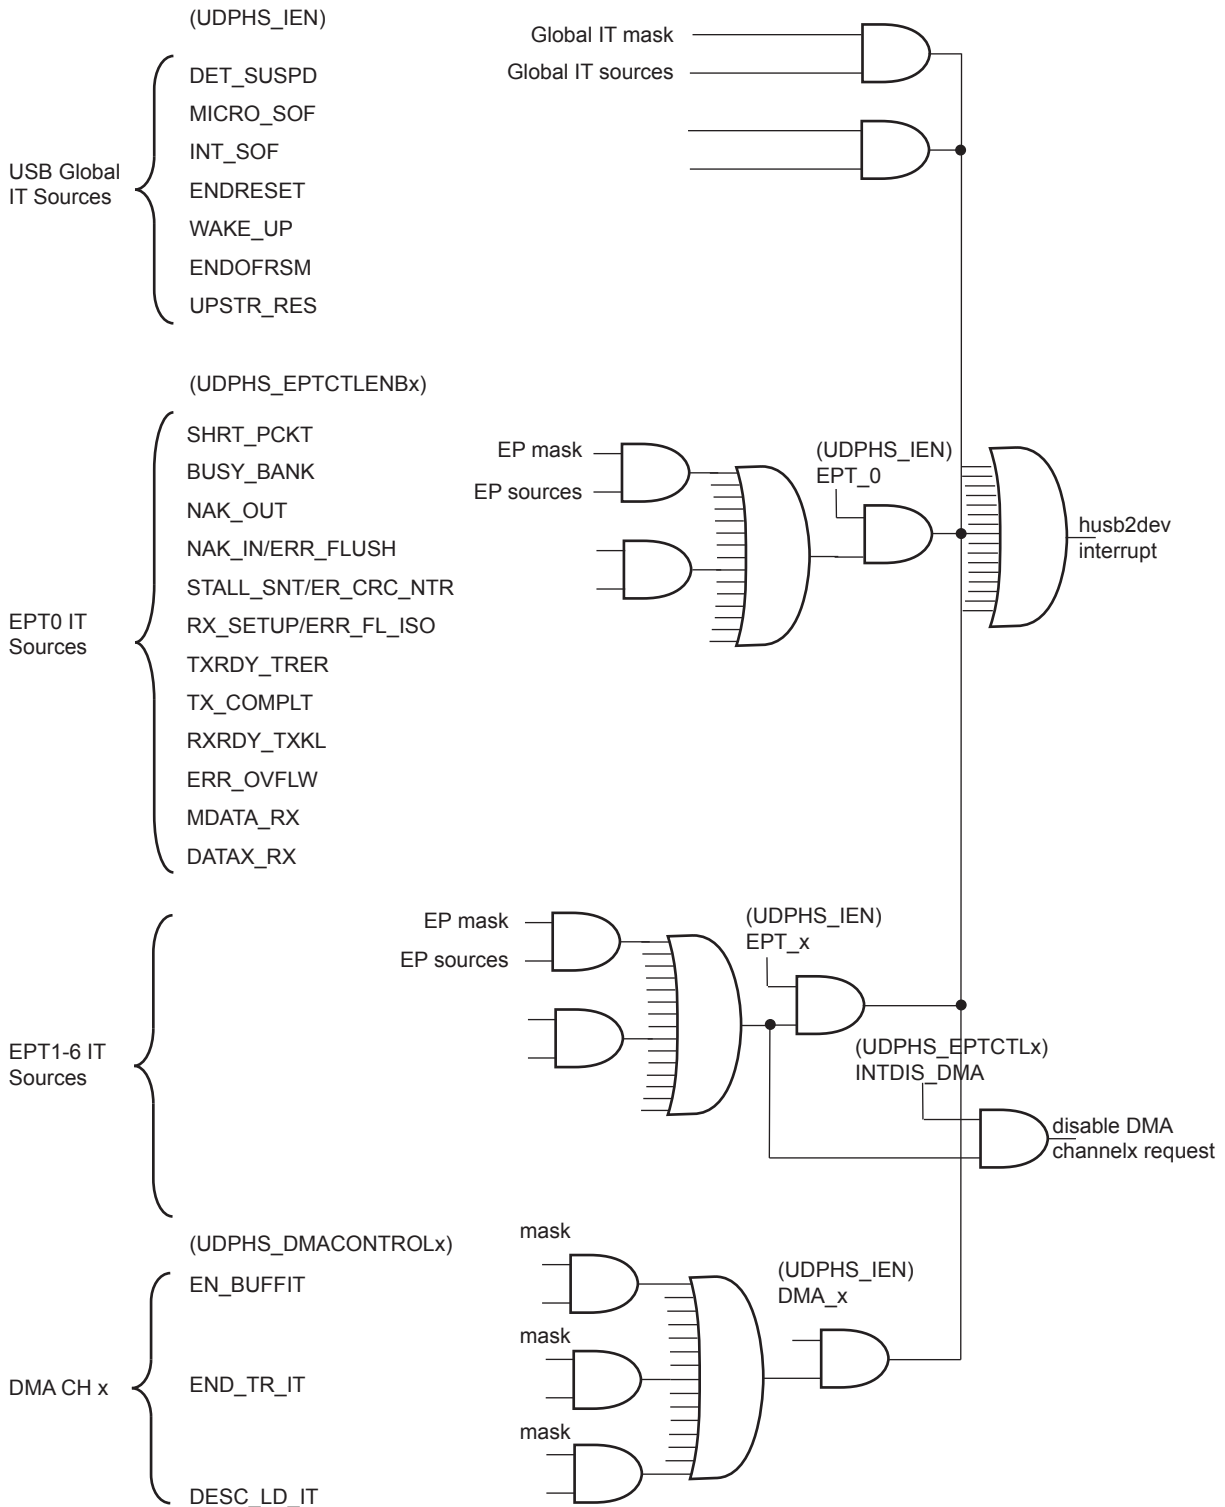 (UDPHS_IEN)
Global IT mask
Global IT sources
DET_SUSPD
MICRO_SOF
INT_SOF
ENDRESET
WAKE_UP
ENDOFRSM
UPSTR_RES
USB Global
IT Sources
(UDPHS_EPTCTLENBx)
SHRT_PCKT
BUSY_BANK
NAK_OUT
NAK_IN/ERR_FLUSH
STALL_SNT/ER_CRC_NTR
RX_SETUP/ERR_FL_ISO
TXRDY_TRER
TX_COMPLT
RXRDY_TXKL
ERR_OVFLW
MDATA_RX
DATAX_RX
EPT0 IT
Sources
EP mask
EP sources
(UDPHS_IEN)
EPT_0
husb2dev
interrupt
EPT1-6 IT
Sources
EP mask
EP sources
(UDPHS_IEN)
EPT_x
(UDPHS_EPTCTLx)
INTDIS_DMA
disable DMA
channelx request
(UDPHS_DMACONTROLx)
EN_BUFFIT
END_TR_IT
DESC_LD_IT
DMA CH x
mask
mask
mask
(UDPHS_IEN)
DMA_x